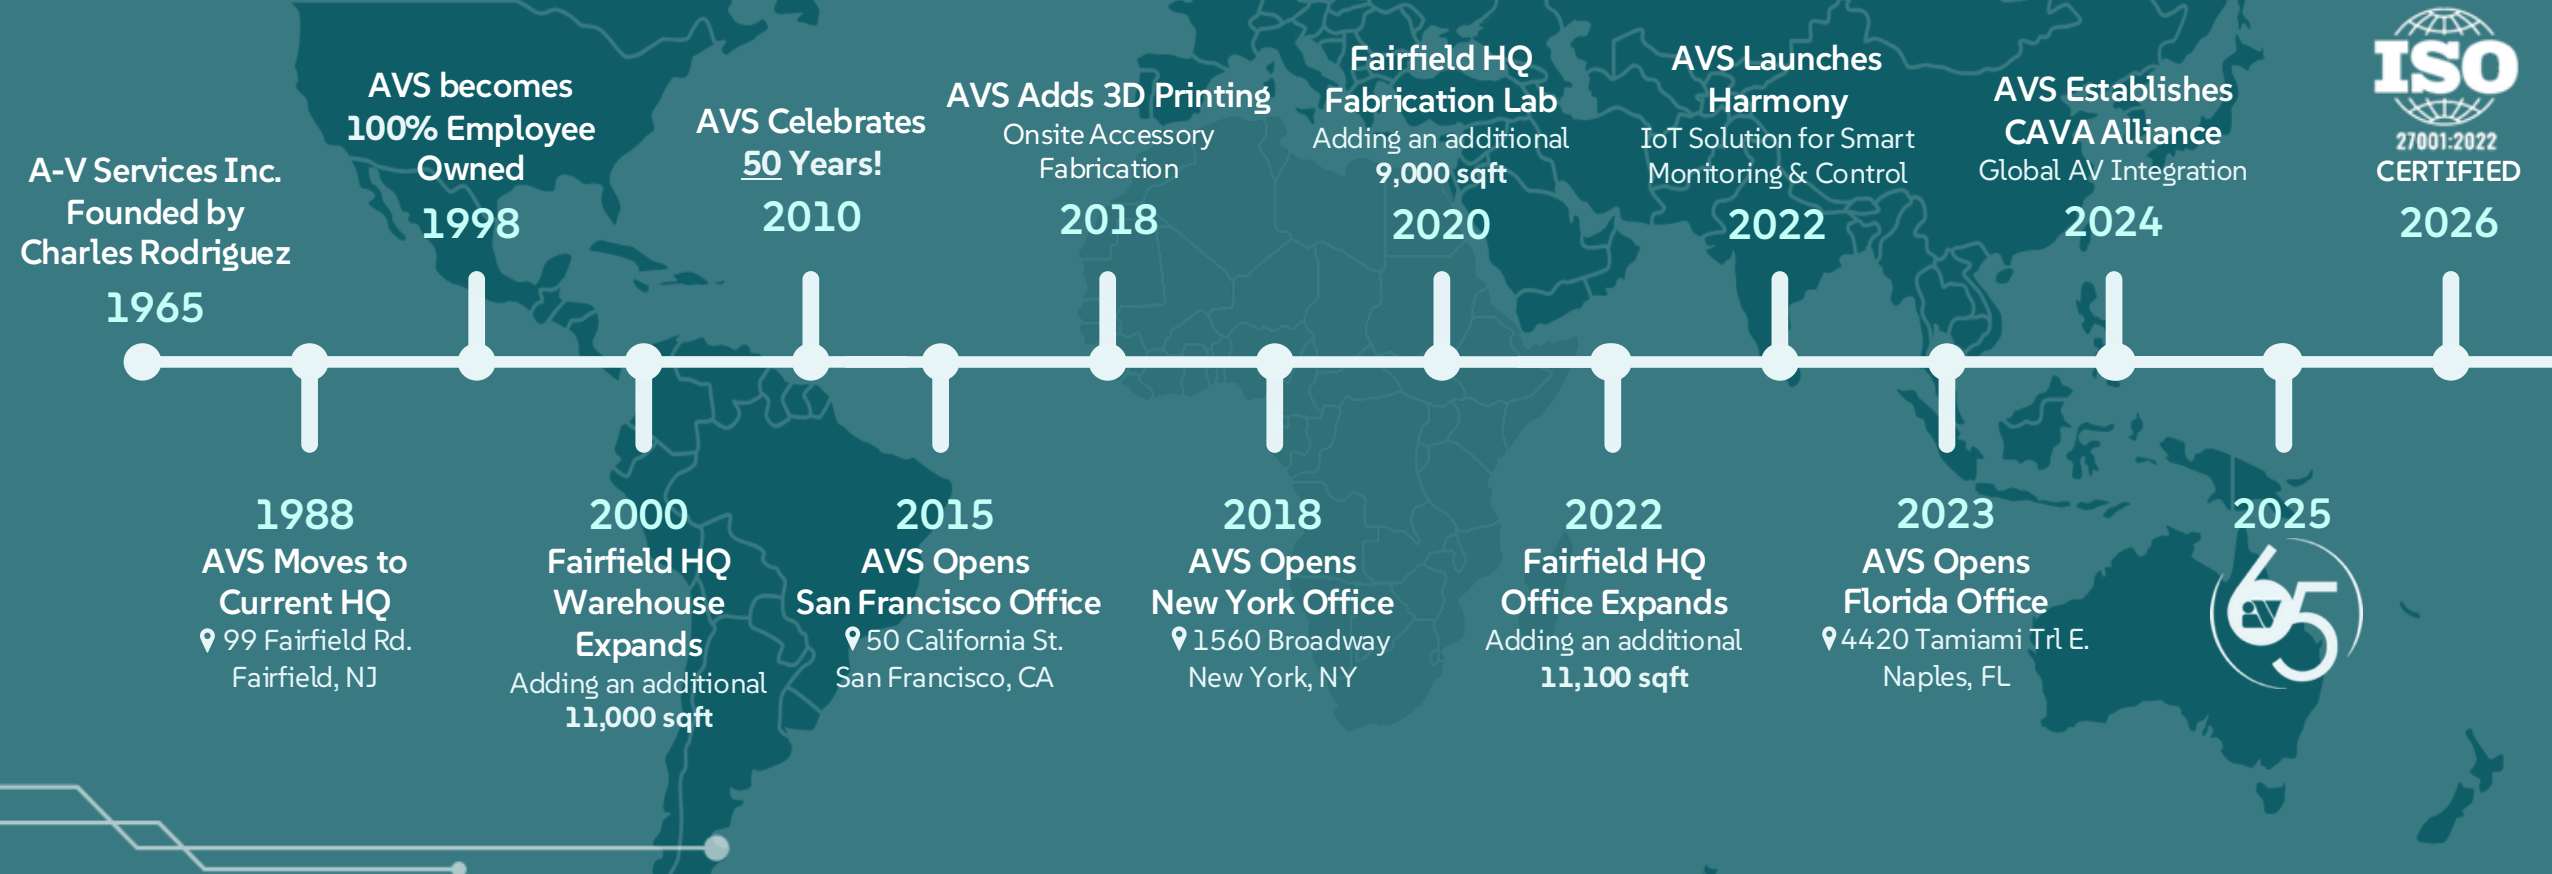 A-V Services Inc.
Founded by
Charles Rodriguez
1965
1988
AVS Moves to
Current HQ
99 Fairfield Rd.
Fairfield, NJ
AVS becomes
100% Employee
Owned
1998
2000
Fairfield HQ
Warehouse
Expands
Adding an additional
11,000 sqft
AVS Celebrates
50 Years!
2010
2015
AVS Opens
San Francisco Office
50 California St.
San Francisco, CA
AVS Adds 3D Printing
Onsite Accessory
Fabrication
2018
2018
AVS Opens
New York Office
1560 Broadway
New York, NY
Fairfield HQ
Fabrication Lab
Adding an additional
9,000 sqft
2020
2022
Fairfield HQ
Office Expands
Adding an additional
11,100 sqft
AVS Launches
Harmony
IoT Solution for Smart
Monitoring & Control
2022
2023
AVS Opens
Florida Office
4420 Tamiami Trl E.
Naples, FL
AVS Establishes
CAVA Alliance
Global AV Integration
2024
2025
65
ISO
27001:2022
CERTIFIED
2026